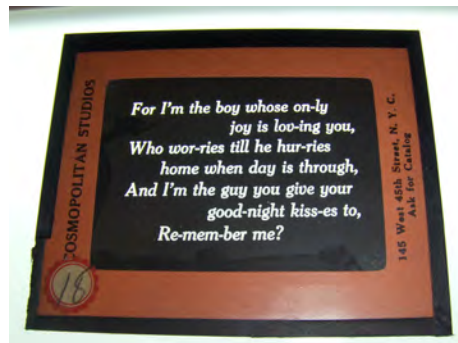 COSMOPOLITAN STUDIOS
For I'm the boy whose on-ly
joy is lov-ing you,
Who wor-ries till he hur-ries
home when day is through,
And I'm the guy you give your
good-night kiss-es to,
Re-mem-ber me?
145 West 45th Street, N. Y. C.
Ask for Catalog
18